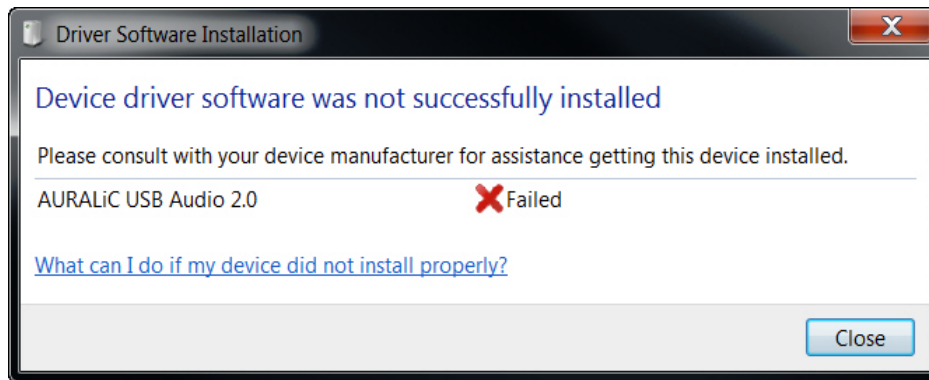 Driver Software Installation
Device driver software was not successfully installed
Please consult with your device manufacturer for assistance getting this device installed.
AURALiC USB Audio 2.0 Failed
What can I do if my device did not install properly?
Close